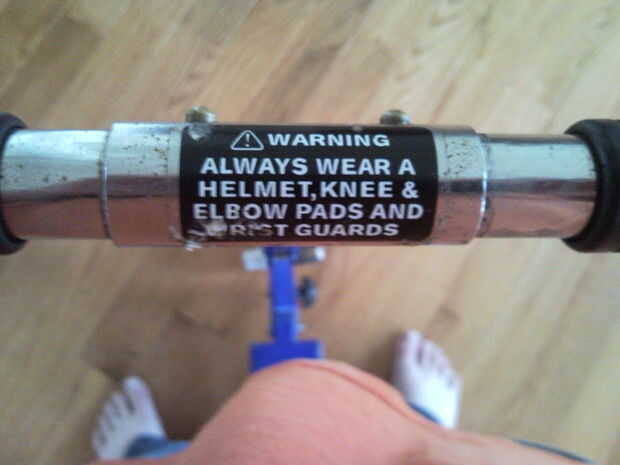 WARNING
ALWAYS WEAR A
HELMET, KNEE &
ELBOW PADS AND
WRIST GUARDS